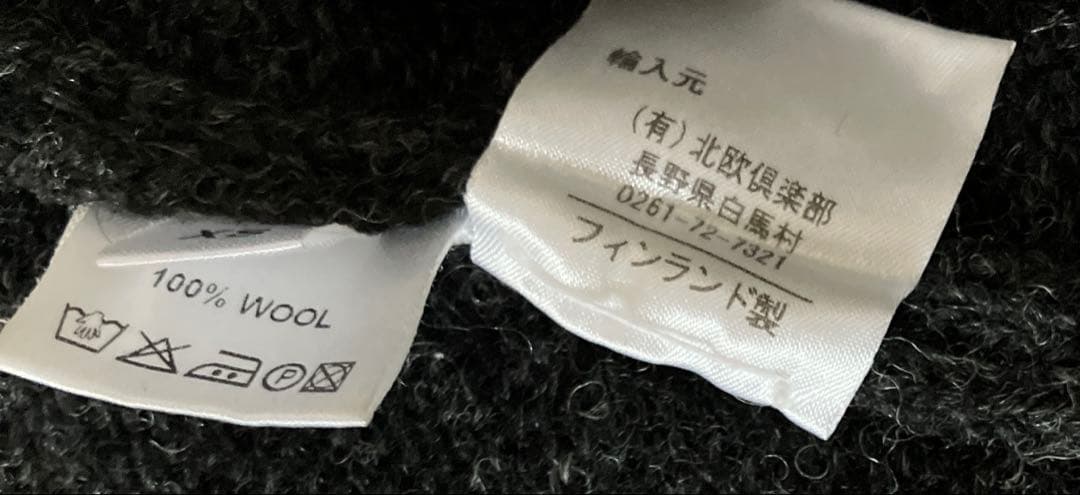 100% WOOL
P
輸入元
(有)北欧倶楽部
長野県白馬村
0261-72-7321
フィンランド製